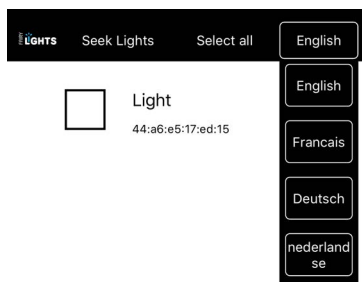 LIGHTS Seek Lights Select all English
Light
44:a6:e5:17:ed:15
English
Francais
Deutsch
nederland
se